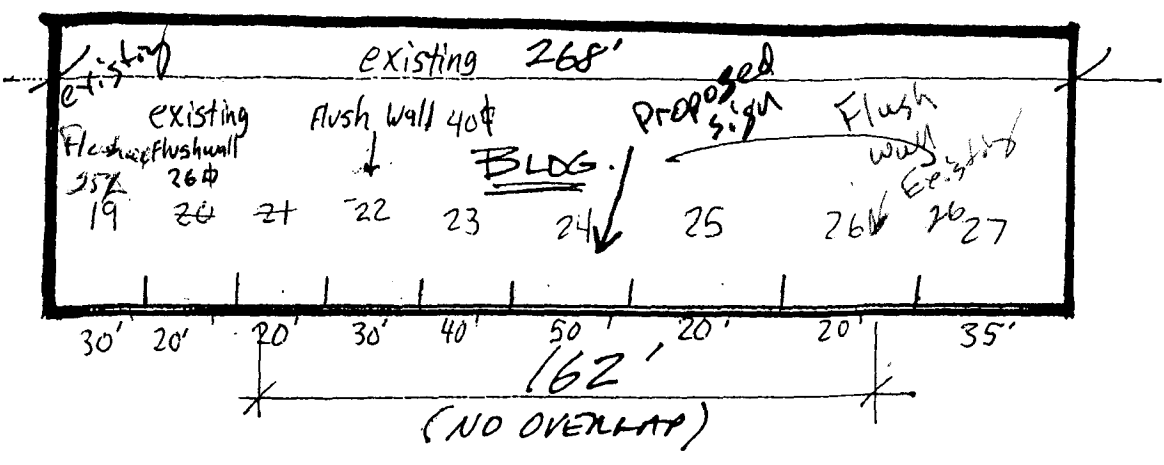 existing 268'
existing
existing Flush Wall 40¢ Proposed sign Flush wall
Flushwall
BLDG. Existing
26¢
19 20 21 22 23 24 25 26 26 27
30' 20' 20' 30' 40' 50' 20' 20' 35'
162'
(NO OVERLAP)